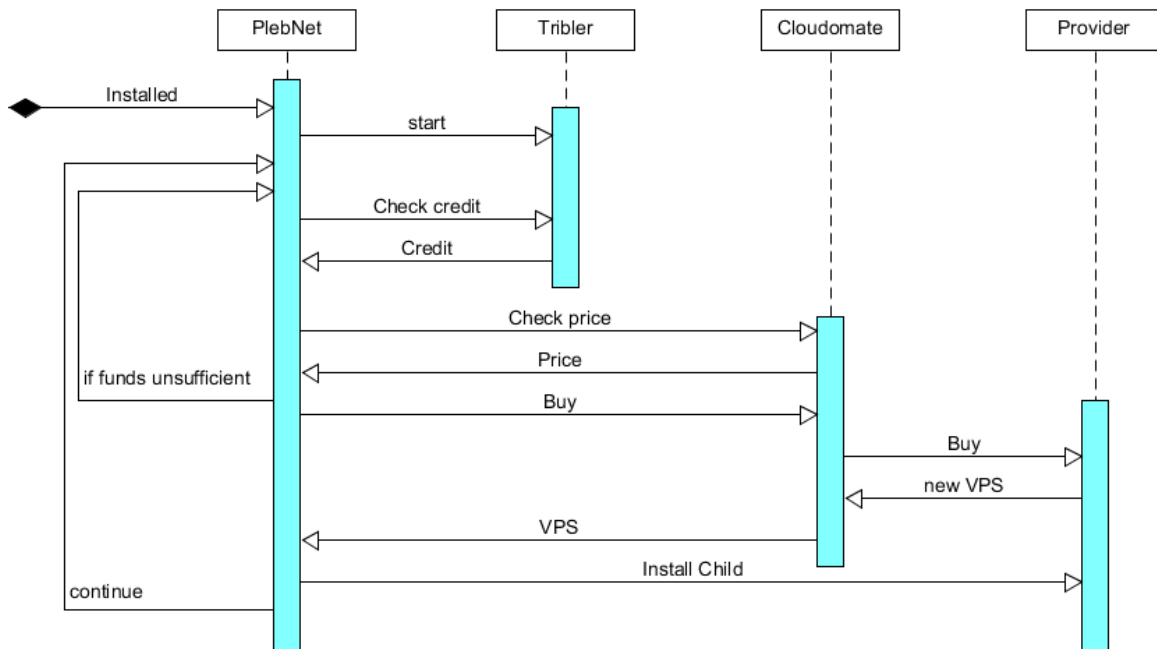 PlebNet
Tribler
Cloudomate
Provider
Installed
start
Check credit
Credit
Check price
Price
if funds unsufficient
Buy
Buy
new VPS
VPS
Install Child
continue